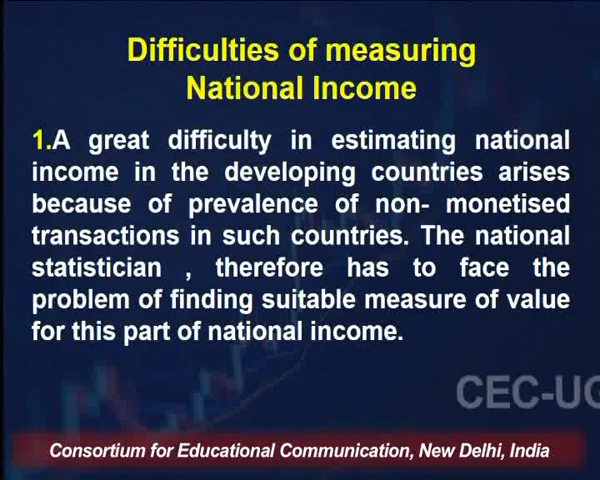 Difficulties of measuring
National Income
1.A great difficulty in estimating national
income in the developing countries arises
because of prevalence of non- monetised
transactions in such countries. The national
statistician , therefore has to face the
problem of finding suitable measure of value
for this part of national income.
CEC-UG
Consortium for Educational Communication, New Delhi, India